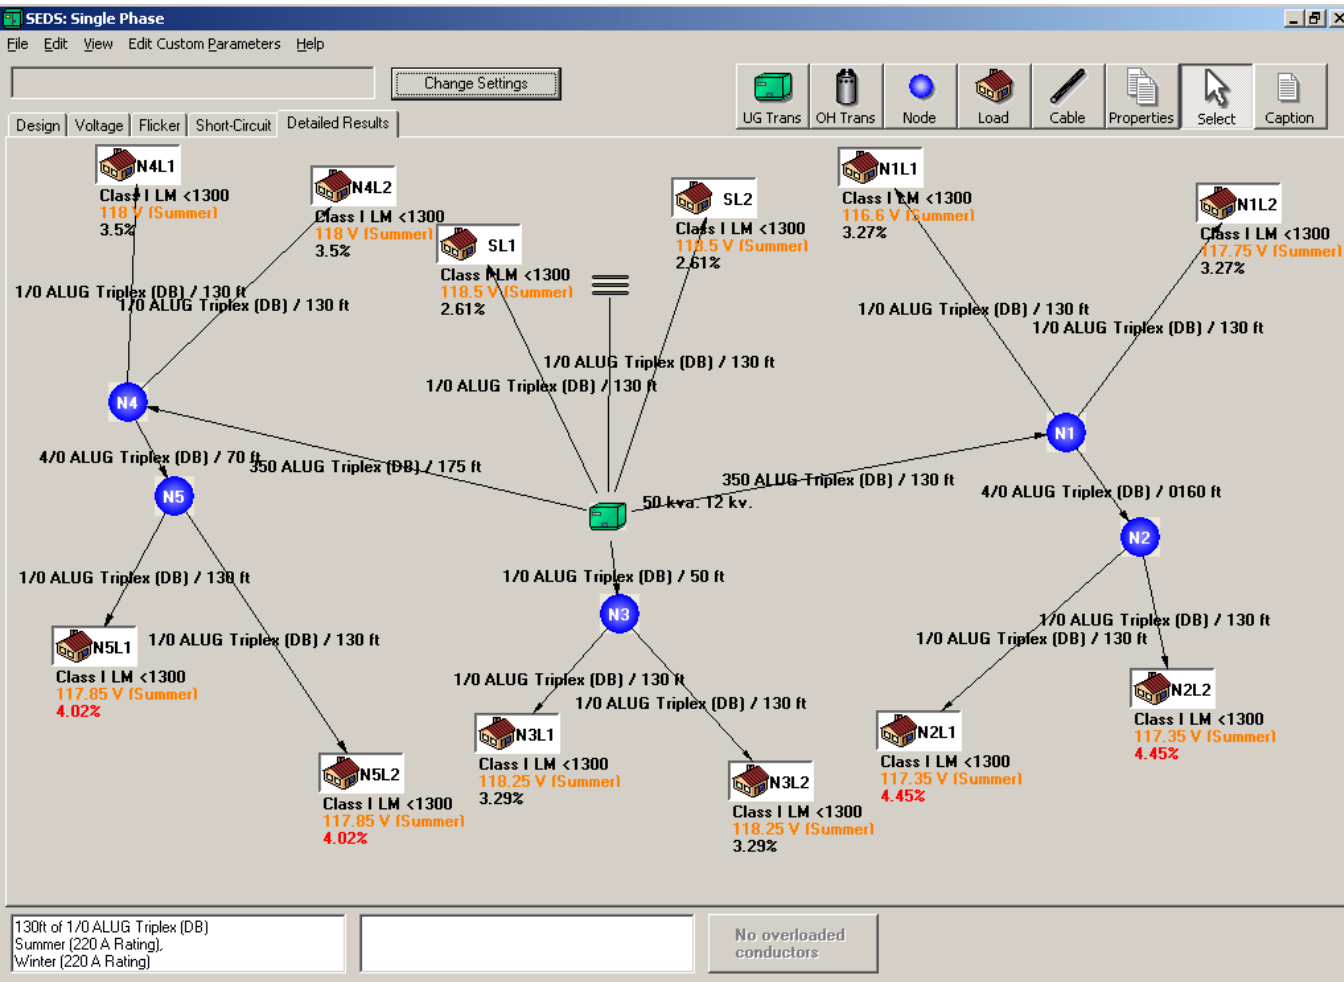 SEDS: Single Phase
File Edit View Edit Custom Parameters Help
Change Settings
UG Trans OH Trans Node Load Cable Properties Select Caption
Design Voltage Flicker Short-Circuit Detailed Results
N4L1
Class I LM <1300
118 V (Summer)
3.5%
N4L2
Class I LM <1300
118 V (Summer)
3.5%
SL1
Class I LM <1300
118.5 V (Summer)
2.61%
SL2
Class I LM <1300
118.5 V (Summer)
2.61%
N1L1
Class I LM <1300
116.6 V (Summer)
3.27%
N1L2
Class I LM <1300
117.75 V (Summer)
3.27%
1/0 ALUG Triplex (DB) / 130 ft
1/0 ALUG Triplex (DB) / 130 ft
1/0 ALUG Triplex (DB) / 130 ft
1/0 ALUG Triplex (DB) / 130 ft
1/0 ALUG Triplex (DB) / 130 ft
1/0 ALUG Triplex (DB) / 130 ft
N4
N1
4/0 ALUG Triplex (DB) / 70 ft
350 ALUG Triplex (DB) / 175 ft
350 ALUG Triplex (DB) / 130 ft
4/0 ALUG Triplex (DB) / 0160 ft
N5
50 kva. 12 kv.
N2
1/0 ALUG Triplex (DB) / 130 ft
1/0 ALUG Triplex (DB) / 50 ft
N3
1/0 ALUG Triplex (DB) / 130 ft
1/0 ALUG Triplex (DB) / 130 ft
1/0 ALUG Triplex (DB) / 130 ft
N5L1
Class I LM <1300
117.85 V (Summer)
4.02%
1/0 ALUG Triplex (DB) / 130 ft
1/0 ALUG Triplex (DB) / 130 ft
N2L2
Class I LM <1300
117.35 V (Summer)
4.45%
N3L1
Class I LM <1300
118.25 V (Summer)
3.29%
N2L1
Class I LM <1300
117.35 V (Summer)
4.45%
N5L2
Class I LM <1300
117.85 V (Summer)
4.02%
N3L2
Class I LM <1300
118.25 V (Summer)
3.29%
130ft of 1/0 ALUG Triplex (DB)
Summer (220 A Rating),
Winter (220 A Rating)
No overloaded
conductors